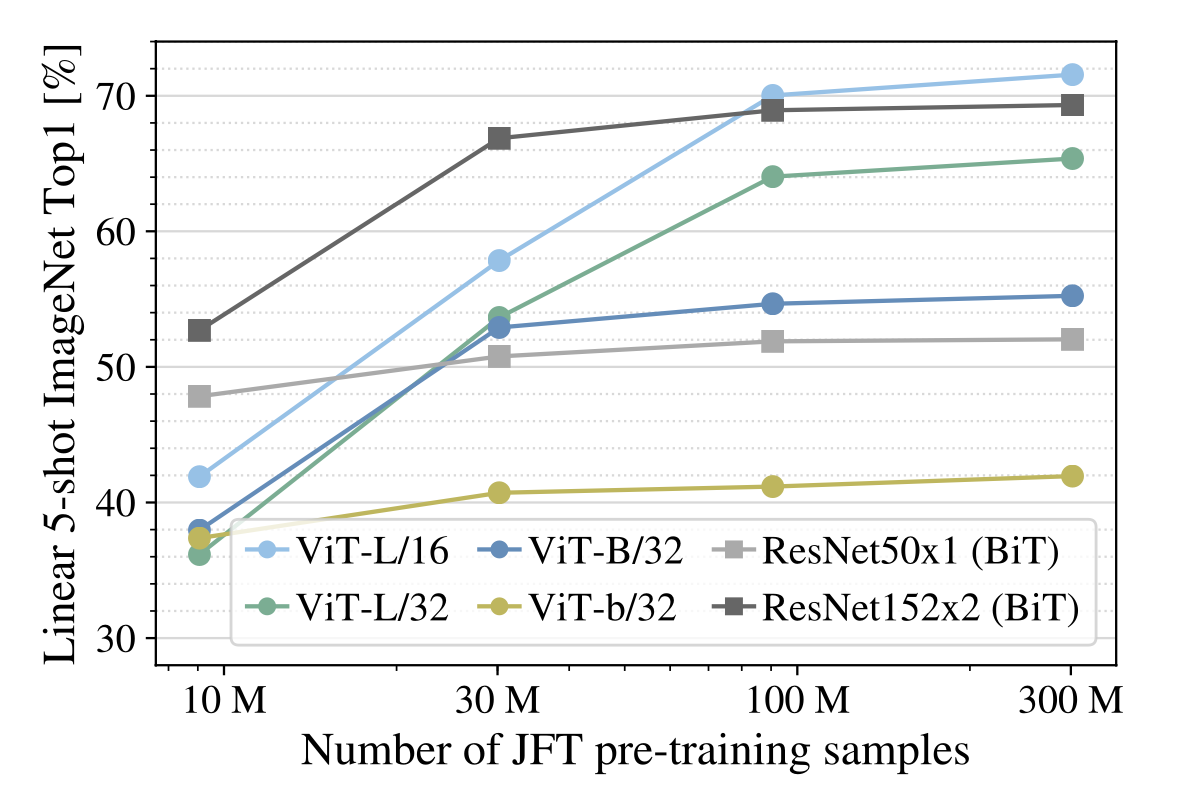 Linear 5-shot ImageNet Top1 [%]
70
60
50
40
30
ViT-L/16 ViT-B/32 ResNet50x1 (BiT)
ViT-L/32 ViT-b/32 ResNet152x2 (BiT)
10 M 30 M 100 M 300 M
Number of JFT pre-training samples